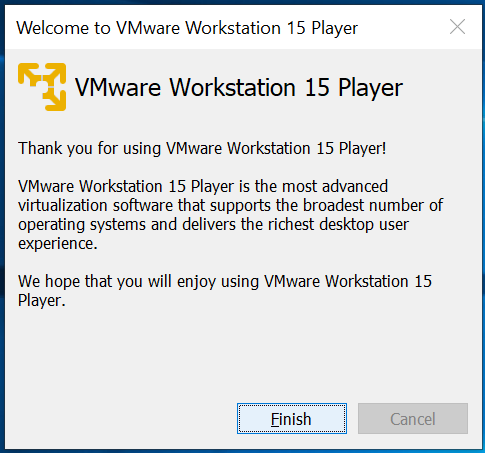 Welcome to VMware Workstation 15 Player
VMware Workstation 15 Player
Thank you for using VMware Workstation 15 Player!
VMware Workstation 15 Player is the most advanced
virtualization software that supports the broadest number of
operating systems and delivers the richest desktop user
experience.
We hope that you will enjoy using VMware Workstation 15
Player.
Finish
Cancel